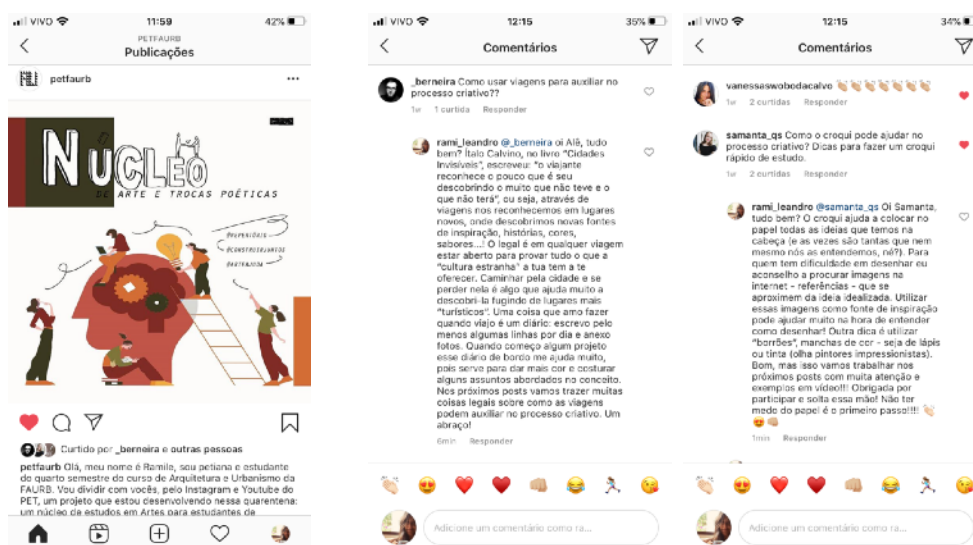 VIVO 11:59 42%
PETFAURB
Publicações
petfaurb
NÚCLEO
DE ARTE E TROCAS POÉTICAS
#REPERTÓRIO
#CONSTRUIRJUNTOS
#ARTEAJUDA
Curtido por _berneira e outras pessoas
petfaurb Olá, meu nome é Ramile, sou petiana e estudante
do quarto semestre do curso de Arquitetura e Urbanismo da
FAURB. Vou dividir com vocês, pelo Instagram e Youtube do
PET, um projeto que estou desenvolvendo nessa quarentena:
um núcleo de estudos em Artes para estudantes de
VIVO 12:15 35%
Comentários
_berneira Como usar viagens para auxiliar no
processo criativo??
1w 1 curtida Responder
rami_leandro @_berneira oi Alê, tudo
bem? Ítalo Calvino, no livro "Cidades
Invisíveis", escreveu: "o viajante
reconhece o pouco que é seu
descobrindo o muito que não teve e o
que não terá", ou seja, através de
viagens nos reconhecemos em lugares
novos, onde descobrimos novas fontes
de inspiração, histórias, cores,
sabores...! O legal é em qualquer viagem
estar aberto para provar tudo o que a
"cultura estranha" a tua tem a te
oferecer. Caminhar pela cidade e se
perder nela é algo que ajuda muito a
descobri-la fugindo de lugares mais
"turísticos". Uma coisa que amo fazer
quando viajo é um diário: escrevo pelo
menos algumas linhas por dia e anexo
fotos. Quando começo algum projeto
esse diário de bordo me ajuda muito,
pois serve para dar mais cor e costurar
alguns assuntos abordados no conceito.
Nos próximos posts vamos trazer muitas
coisas legais sobre como as viagens
podem auxiliar no processo criativo. Um
abraço!
6min Responder
Adicione um comentário como ra...
VIVO 12:15 34%
Comentários
vanessaswobodacalvo 👏🏻👏🏻👏🏻👏🏻👏🏻👏🏻👏🏻
1w 2 curtidas Responder
samanta_qs Como o croqui pode ajudar no
processo criativo? Dicas para fazer um croqui
rápido de estudo.
1w 2 curtidas Responder
rami_leandro @samanta_qs Oi Samanta,
tudo bem? O croqui ajuda a colocar no
papel todas as ideias que temos na
cabeça (e as vezes são tantas que nem
mesmo nós as entendemos, né?). Para
quem tem dificuldade em desenhar eu
aconselho a procurar imagens na
internet - referências - que se
aproximem da ideia idealizada. Utilizar
essas imagens como fonte de inspiração
pode ajudar muito na hora de entender
como desenhar! Outra dica é utilizar
"borrões", manchas de cor - seja de lápis
ou tinta (olha pintores impressionistas).
Bom, mas isso vamos trabalhar nos
próximos posts com muita atenção e
exemplos em vídeo!!! Obrigada por
participar e solta essa mão! Não ter
medo do papel é o primeiro passo!!!! 👏🏻
😍👊🏼
1min Responder
Adicione um comentário como ra...